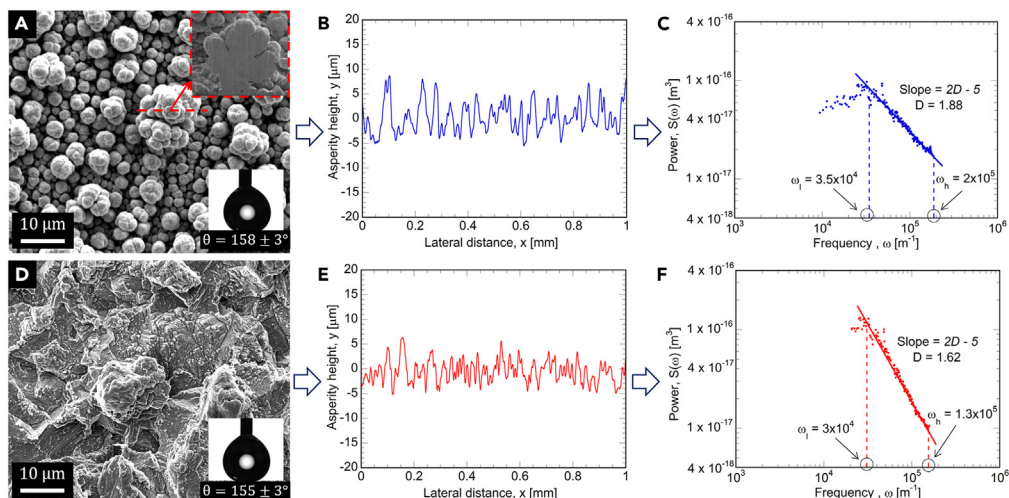 A
10 µm
θ = 158 ± 3°
B
20
15
10
5
0
-5
-10
-15
-20
Asperity height, y [µm]
0 0.2 0.4 0.6 0.8 1
Lateral distance, x [mm]
C
4 x 10⁻¹⁶
1 x 10⁻¹⁶
4 x 10⁻¹⁷
1 x 10⁻¹⁷
4 x 10⁻¹⁸
Power, S(ω) [m³]
Slope = 2D - 5
D = 1.88
ωl = 3.5x10⁴
ωh = 2x10⁵
10³ 10⁴ 10⁵ 10⁶
Frequency , ω [m⁻¹]
D
10 µm
θ = 155 ± 3°
E
20
15
10
5
0
-5
-10
-15
-20
Asperity height, y [µm]
0 0.2 0.4 0.6 0.8 1
Lateral distance, x [mm]
F
4 x 10⁻¹⁶
1 x 10⁻¹⁶
4 x 10⁻¹⁷
1 x 10⁻¹⁷
4 x 10⁻¹⁸
Power, S(ω) [m³]
Slope = 2D - 5
D = 1.62
ωl = 3x10⁴
ωh = 1.3x10⁵
10³ 10⁴ 10⁵ 10⁶
Frequency, ω [m⁻¹]